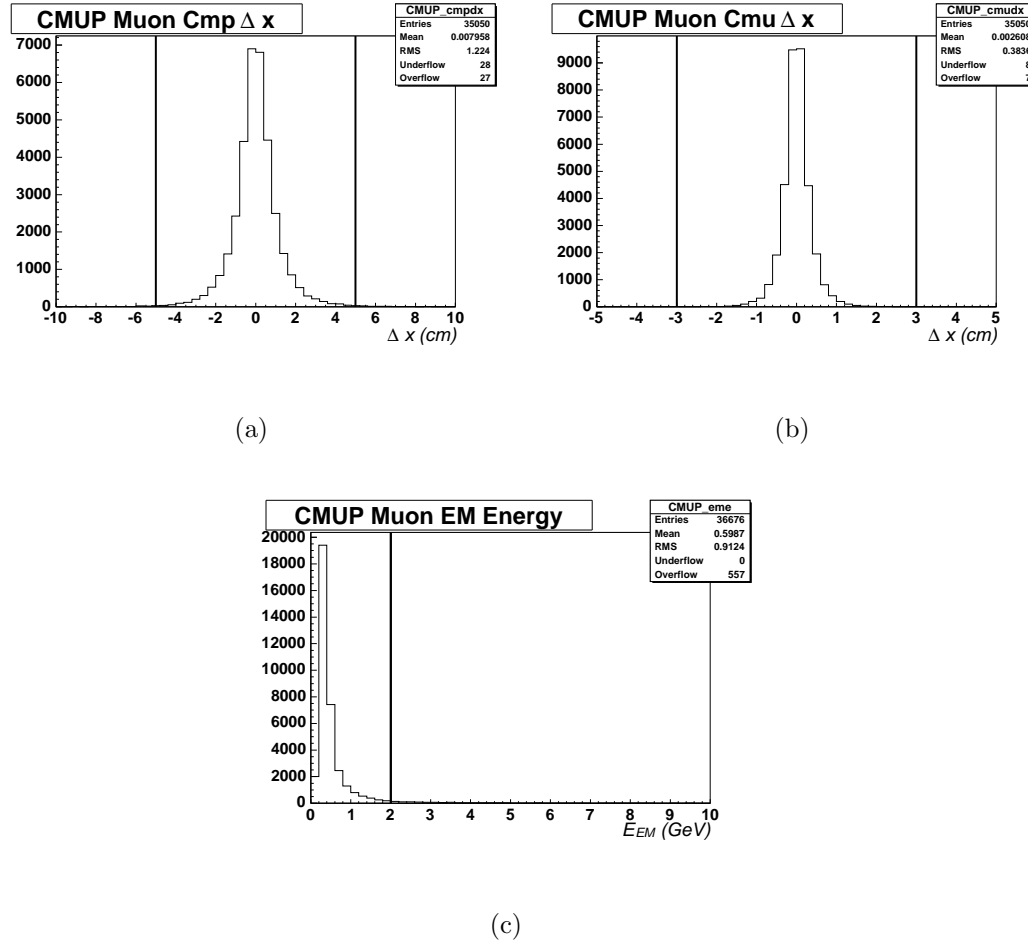 CMUP Muon Cmp Δ x
CMUP_cmpdx
Entries 35050
Mean 0.007958
RMS 1.224
Underflow 28
Overflow 27
7000
6000
5000
4000
3000
2000
1000
0
-10 -8 -6 -4 -2 0 2 4 6 8 10
Δ x (cm)
(a)
CMUP Muon Cmu Δ x
CMUP_cmudx
Entries 35050
Mean 0.002608
RMS 0.3836
Underflow 8
Overflow 7
9000
8000
7000
6000
5000
4000
3000
2000
1000
0
-5 -4 -3 -2 -1 0 1 2 3 4 5
Δ x (cm)
(b)
CMUP Muon EM Energy
CMUP_eme
Entries 36676
Mean 0.5987
RMS 0.9124
Underflow 0
Overflow 557
20000
18000
16000
14000
12000
10000
8000
6000
4000
2000
0
0 1 2 3 4 5 6 7 8 9 10
E_EM (GeV)
(c)